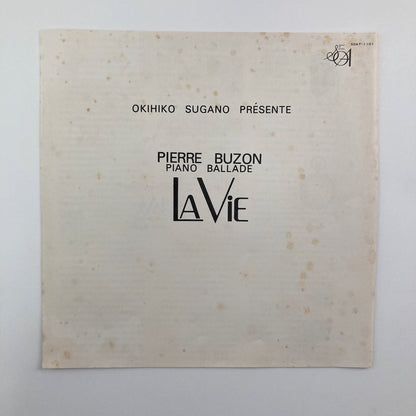 OKIHIKO SUGANO PRÉSENTE
PIERRE BUZON
PIANO BALLADE
LA VIE